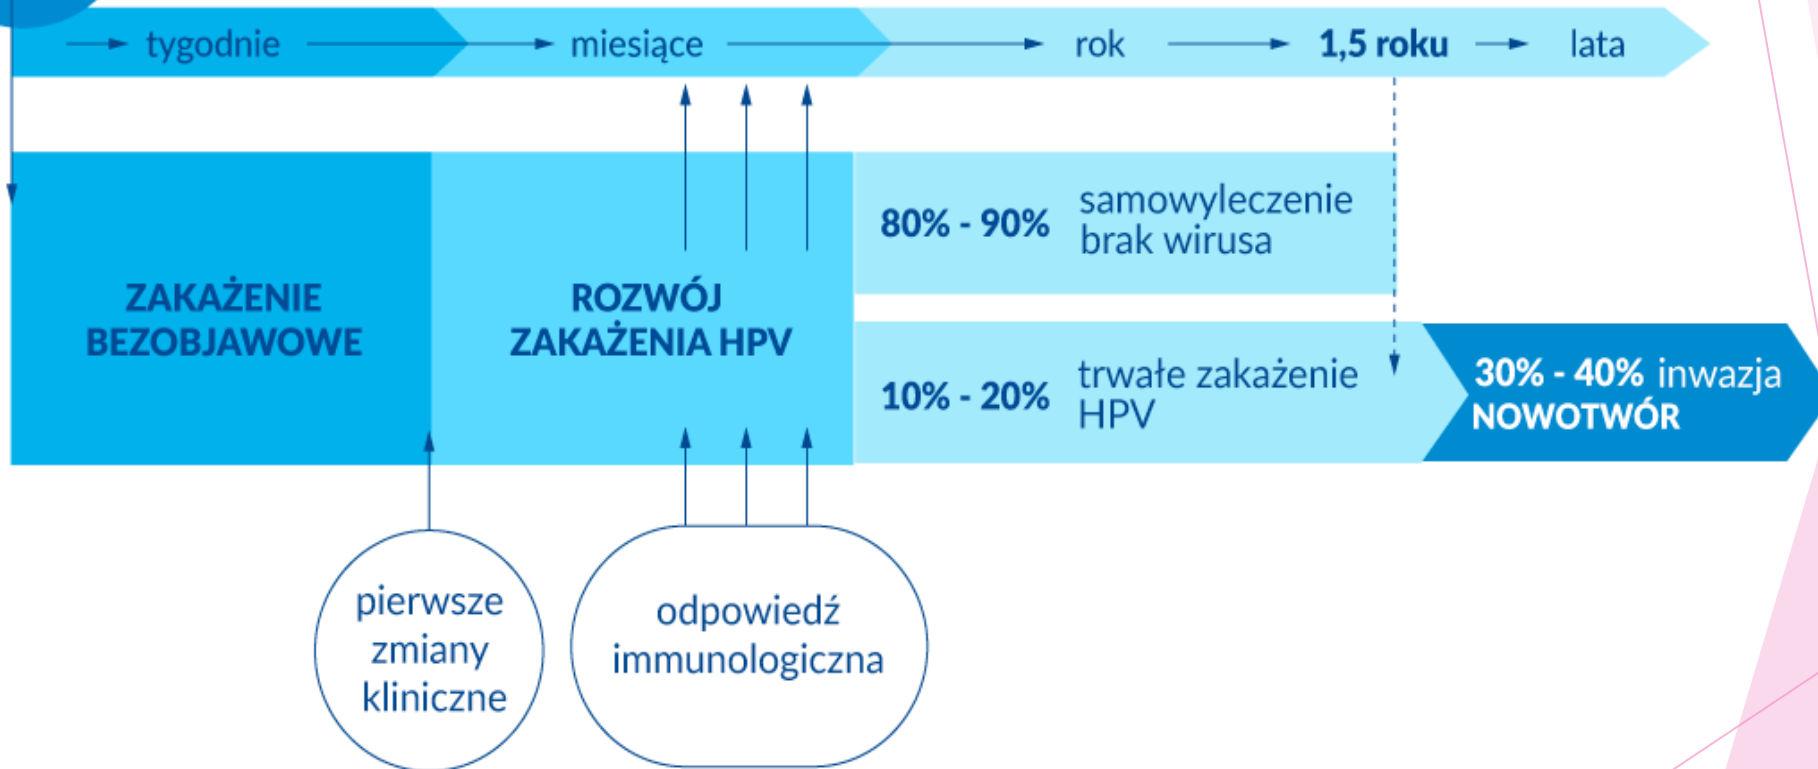 tygodnie miesiące rok 1,5 roku lata
ZAKAŻENIE
BEZOBJAWOWE
ROZWÓJ
ZAKAŻENIA HPV
80% - 90%
samowyleczenie
brak wirusa
10% - 20%
trwałe zakażenie
HPV
30% - 40% inwazja
NOWOTWÓR
pierwsze
zmiany
kliniczne
odpowiedź
immunologiczna